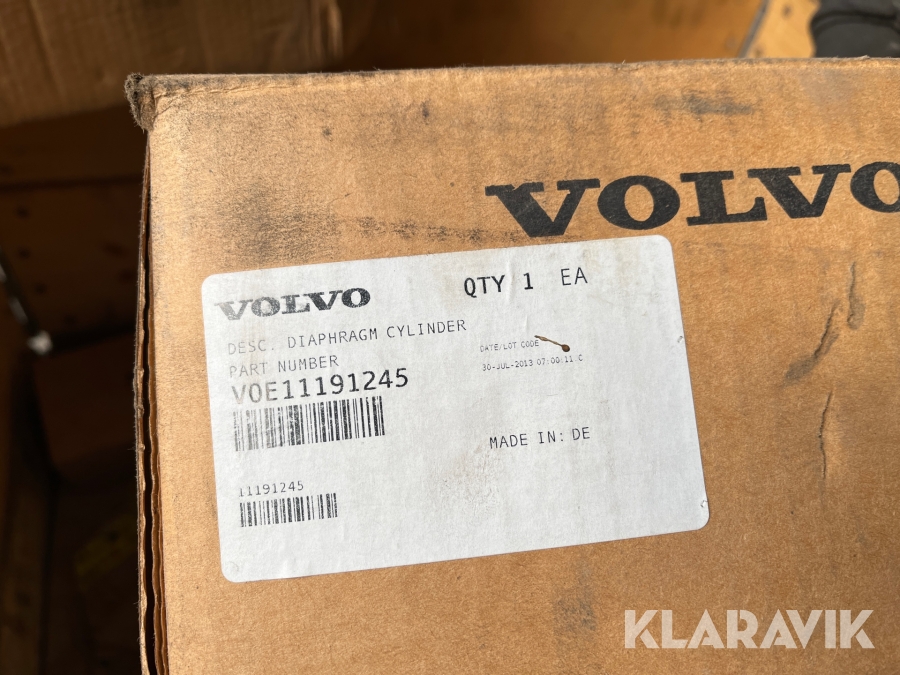 VOLVO
VOLVO
QTY 1 EA
DESC. DIAPHRAGM CYLINDER
PART NUMBER
VOE11191245
DATE/LOT CODE
30-JUL-2013 07:00:11 C
MADE IN: DE
11191245
KLARAVIK